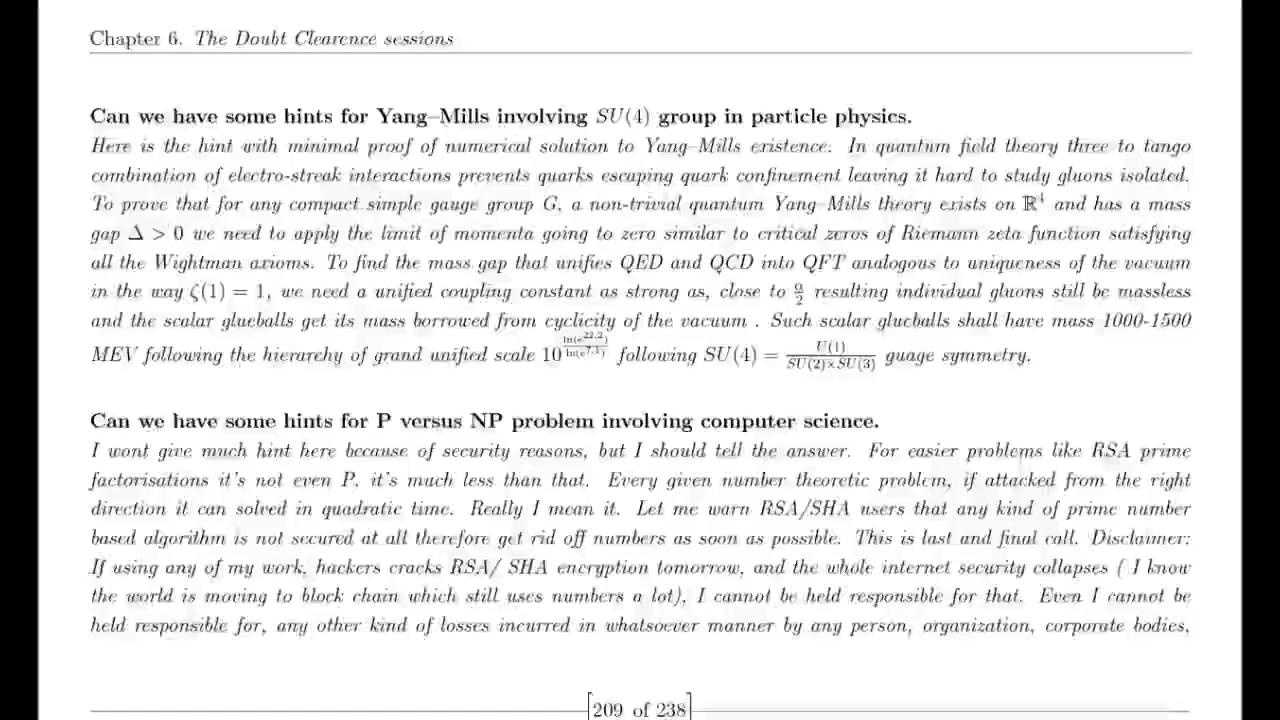 Chapter 6. The Doubt Clearence sessions
Can we have some hints for Yang–Mills involving SU(4) group in particle physics.
Here is the hint with minimal proof of numerical solution to Yang–Mills existence: In quantum field theory three to tango
combination of electro-streak interactions prevents quarks escaping quark confinement leaving it hard to study gluons isolated.
To prove that for any compact simple gauge group G, a non-trivial quantum Yang–Mills theory exists on ℝ⁴ and has a mass
gap Δ > 0 we need to apply the limit of momenta going to zero similar to critical zeros of Riemann zeta function satisfying
all the Wightman axioms. To find the mass gap that unifies QED and QCD into QFT analogous to uniqueness of the vacuum
in the way ζ(1) = 1, we need a unified coupling constant as strong as, close to α/2 resulting individual gluons still be massless
and the scalar glueballs get its mass borrowed from cyclicity of the vacuum . Such scalar glueballs shall have mass 1000-1500
MEV following the hierarchy of grand unified scale 10^(ln(e^22.2)/ln(e^7.1)) following SU(4) = U(1)/SU(2)×SU(3) guage symmetry.
Can we have some hints for P versus NP problem involving computer science.
I wont give much hint here because of security reasons, but I should tell the answer. For easier problems like RSA prime
factorisations it's not even P, it's much less than that. Every given number theoretic problem, if attacked from the right
direction it can solved in quadratic time. Really I mean it. Let me warn RSA/SHA users that any kind of prime number
based algorithm is not secured at all therefore get rid off numbers as soon as possible. This is last and final call. Disclaimer:
If using any of my work, hackers cracks RSA/ SHA encryption tomorrow, and the whole internet security collapses ( I know
the world is moving to block chain which still uses numbers a lot), I cannot be held responsible for that. Even I cannot be
held responsible for, any other kind of losses incurred in whatsoever manner by any person, organization, corporate bodies,
[209 of 238]